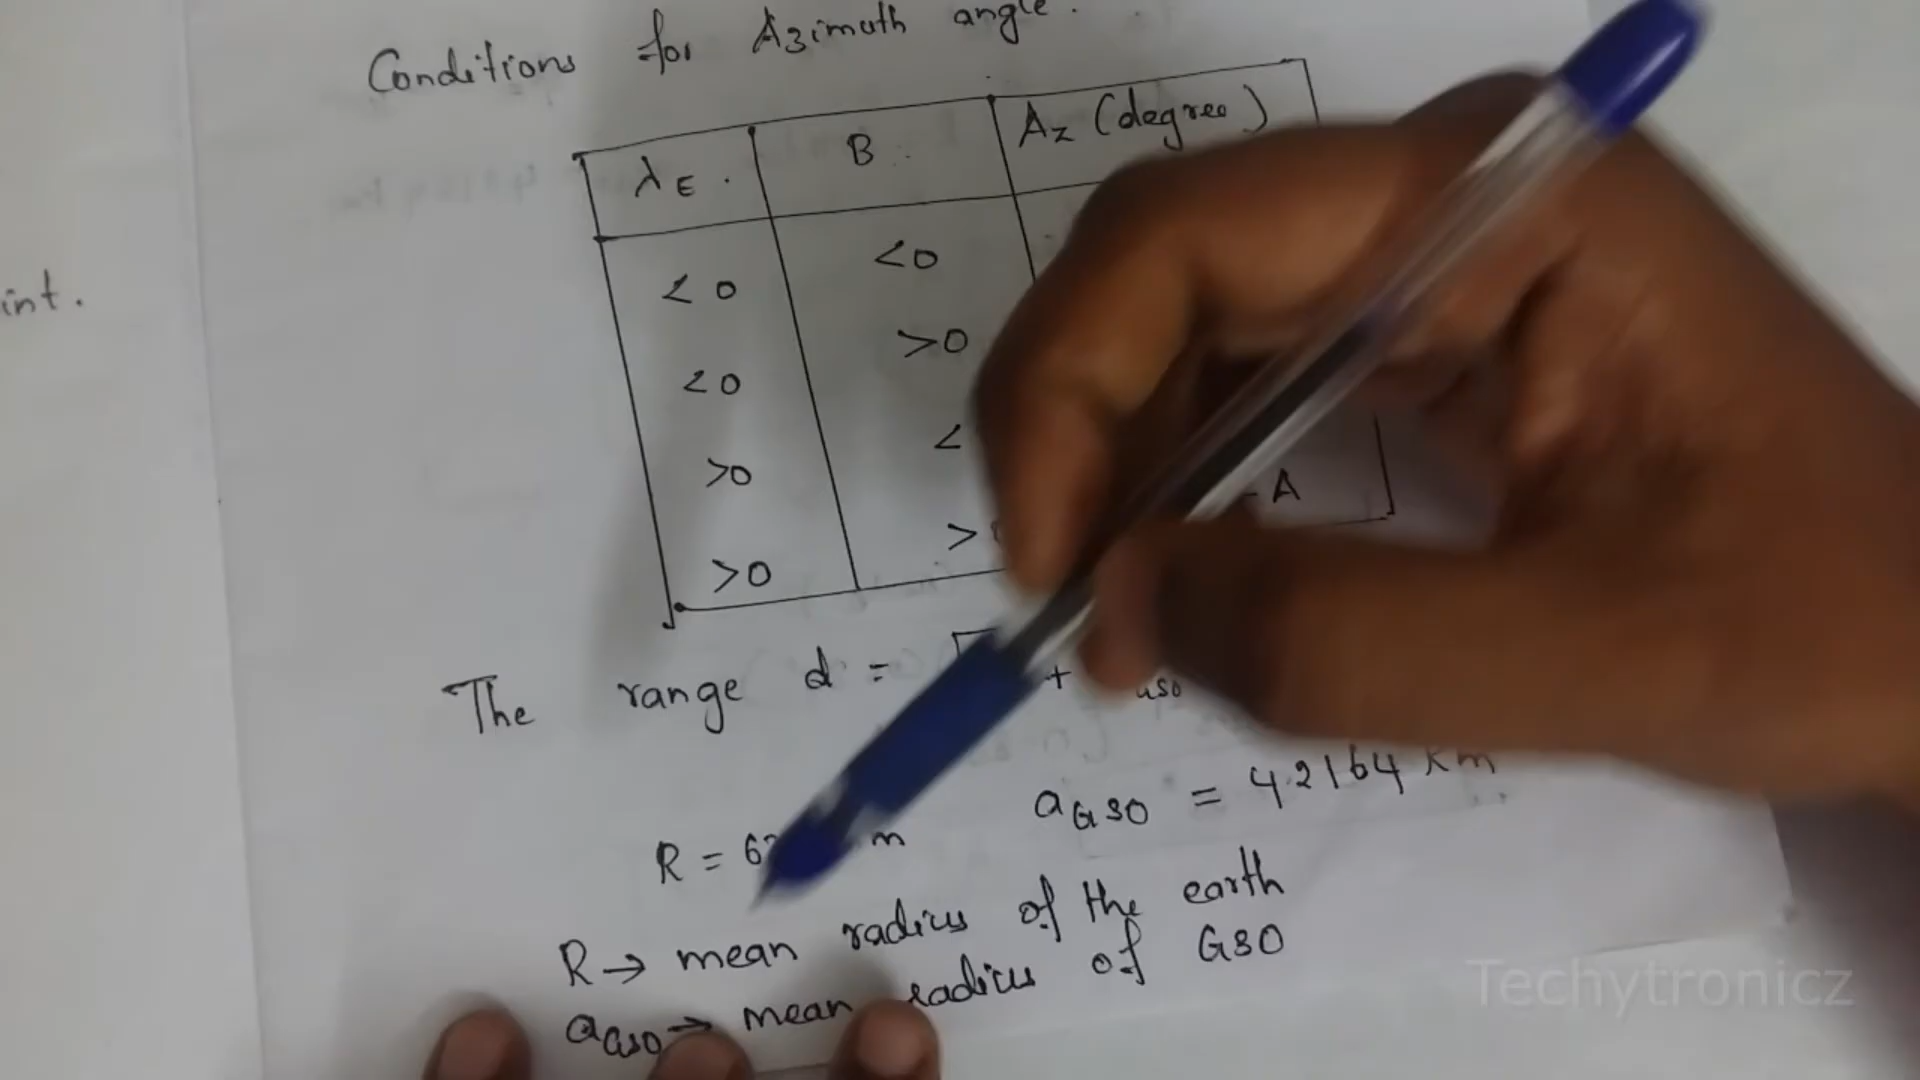 Conditions for Azimuth angle.
λE B Az (degree)
<0 <0
<0 >0
>0 <
>0 > - A
int.
The range d = +
R = 6 m aGSO = 42164 Km
R → mean radius of the earth
aGSO → mean radius of GSO
Techytronicz